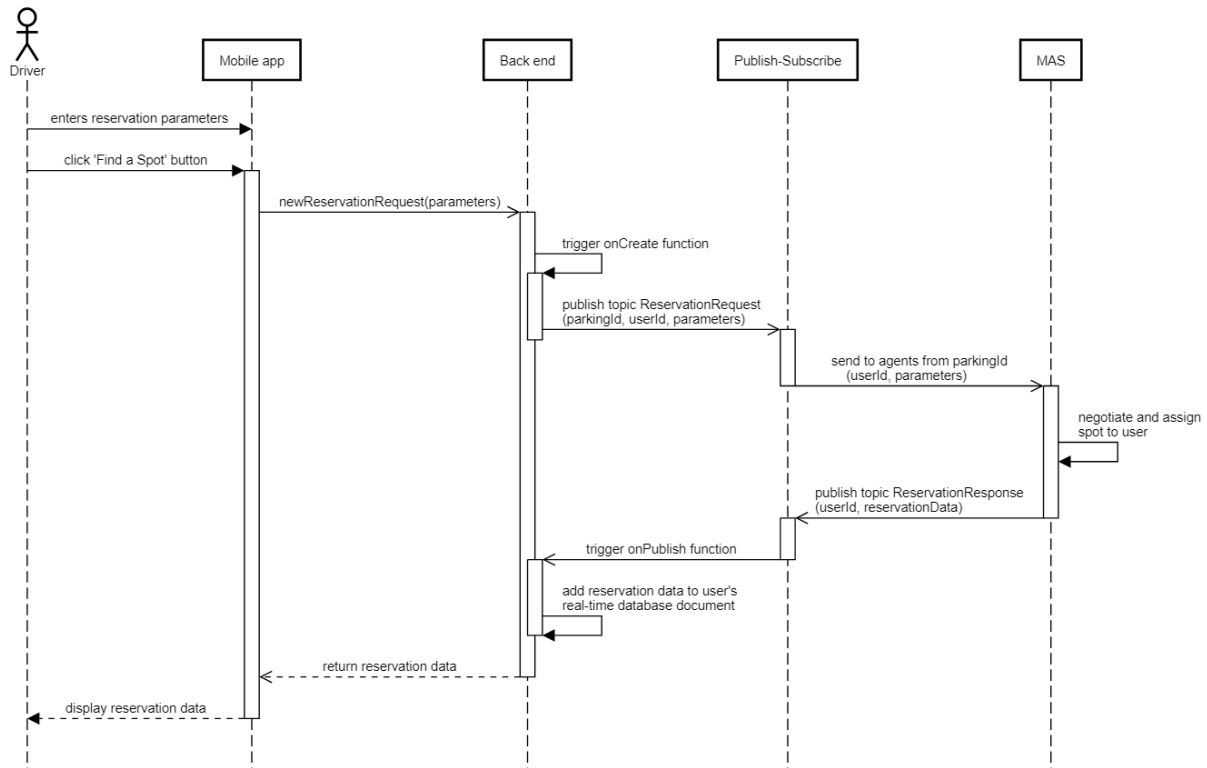 Driver
Mobile app
Back end
Publish-Subscribe
MAS
enters reservation parameters
click 'Find a Spot' button
newReservationRequest(parameters)
trigger onCreate function
publish topic ReservationRequest
(parkingId, userId, parameters)
send to agents from parkingId
(userId, parameters)
negotiate and assign
spot to user
publish topic ReservationResponse
(userId, reservationData)
trigger onPublish function
add reservation data to user's
real-time database document
return reservation data
display reservation data